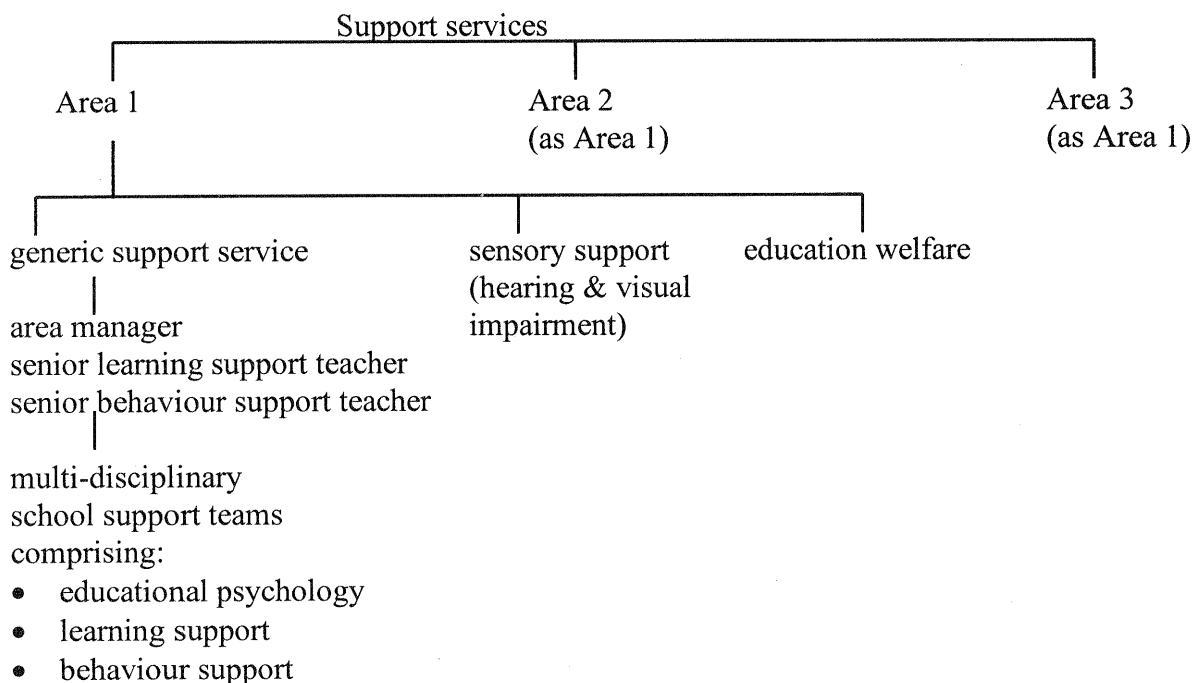 Support services
Area 1
Area 2
(as Area 1)
Area 3
(as Area 1)
generic support service
sensory support
(hearing & visual
impairment)
education welfare
area manager
senior learning support teacher
senior behaviour support teacher
multi-disciplinary
school support teams
comprising:
• educational psychology
• learning support
• behaviour support